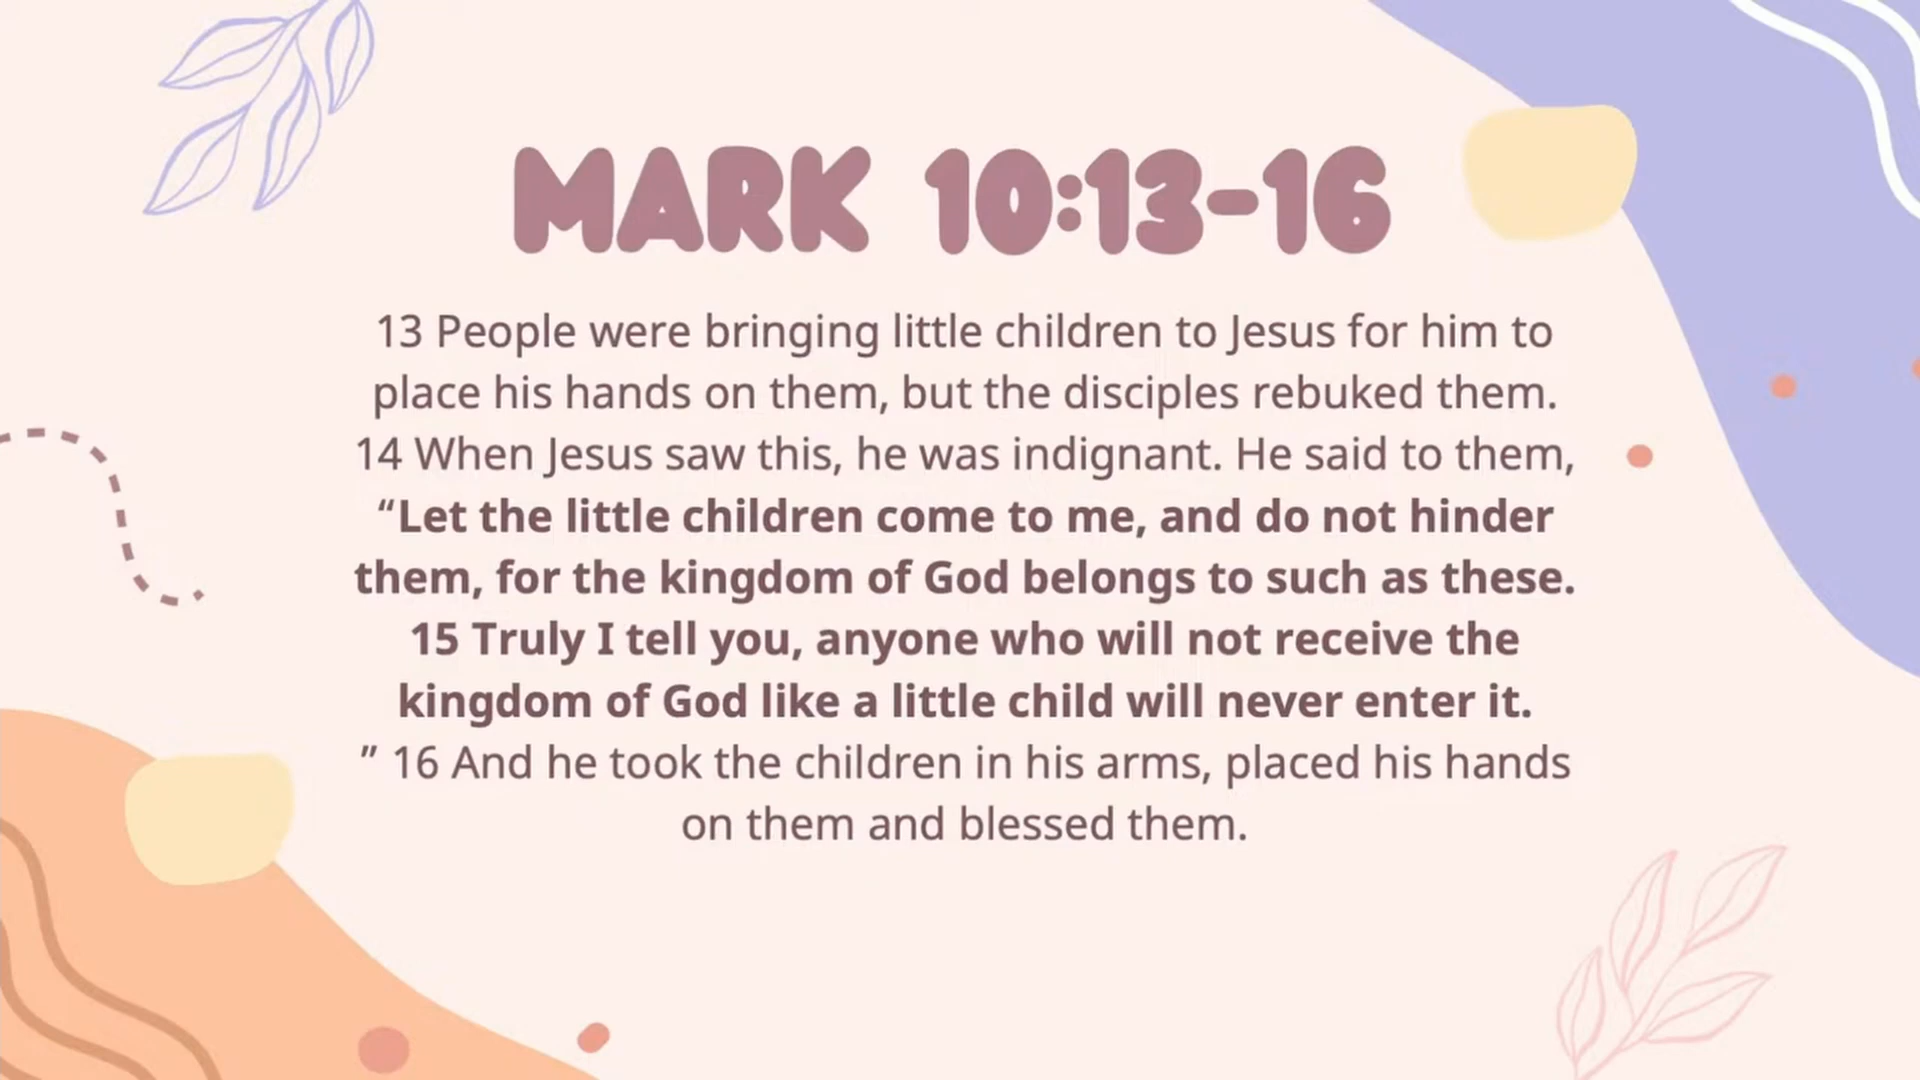 MARK 10:13-16
13 People were bringing little children to Jesus for him to
place his hands on them, but the disciples rebuked them.
14 When Jesus saw this, he was indignant. He said to them,
“Let the little children come to me, and do not hinder
them, for the kingdom of God belongs to such as these.
15 Truly I tell you, anyone who will not receive the
kingdom of God like a little child will never enter it.
” 16 And he took the children in his arms, placed his hands
on them and blessed them.